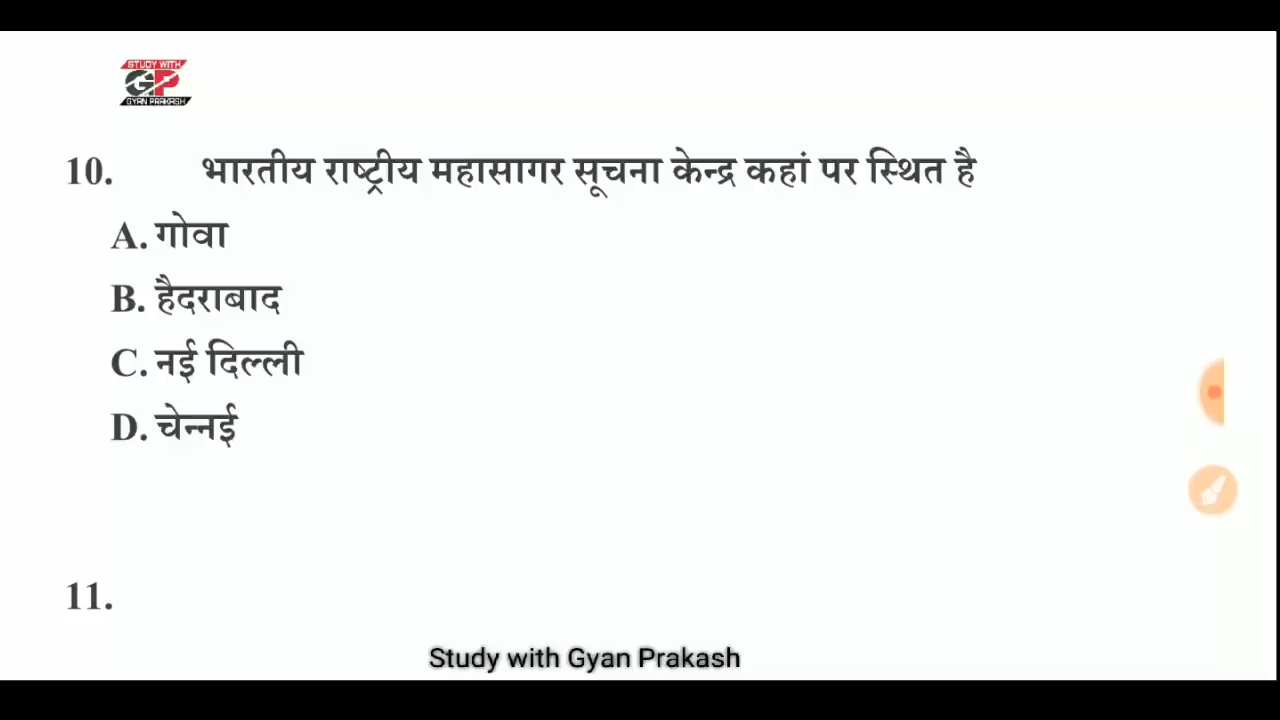 STUDY WITH
GP
GYAN PRAKASH
10. भारतीय राष्ट्रीय महासागर सूचना केन्द्र कहां पर स्थित है
A. गोवा
B. हैदराबाद
C. नई दिल्ली
D. चेन्नई
11.
Study with Gyan Prakash